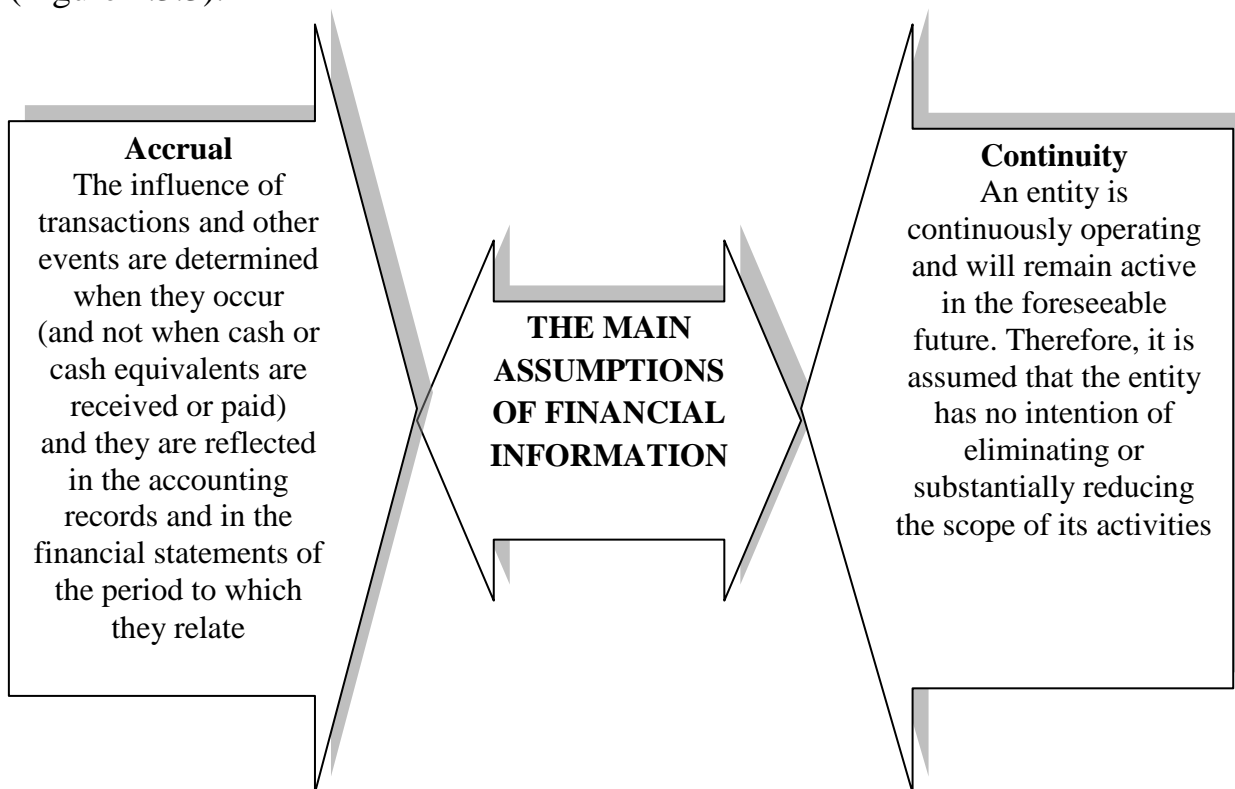 Accrual
The influence of
transactions and other
events are determined
when they occur
(and not when cash or
cash equivalents are
received or paid)
and they are reflected
in the accounting
records and in the
financial statements of
the period to which
they relate
THE MAIN
ASSUMPTIONS
OF FINANCIAL
INFORMATION
Continuity
An entity is
continuously operating
and will remain active
in the foreseeable
future. Therefore, it is
assumed that the entity
has no intention of
eliminating or
substantially reducing
the scope of its activities